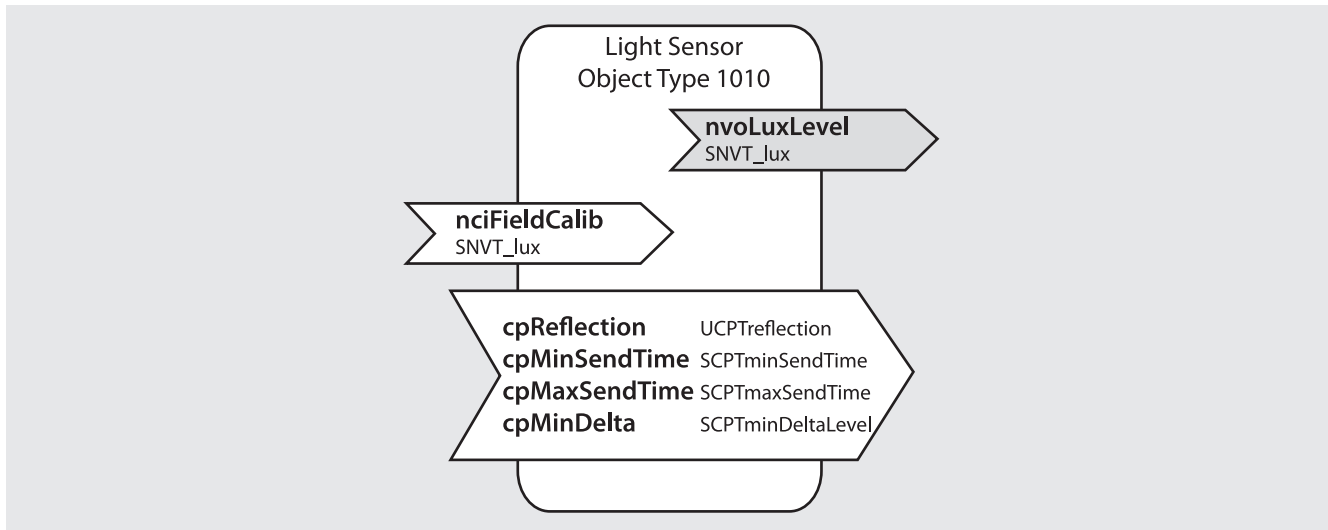 Light Sensor
Object Type 1010
nvoLuxLevel
SNVT_lux
nciFieldCalib
SNVT_lux
cpReflection UCPTreflection
cpMinSendTime SCPTminSendTime
cpMaxSendTime SCPTmaxSendTime
cpMinDelta SCPTminDeltaLevel